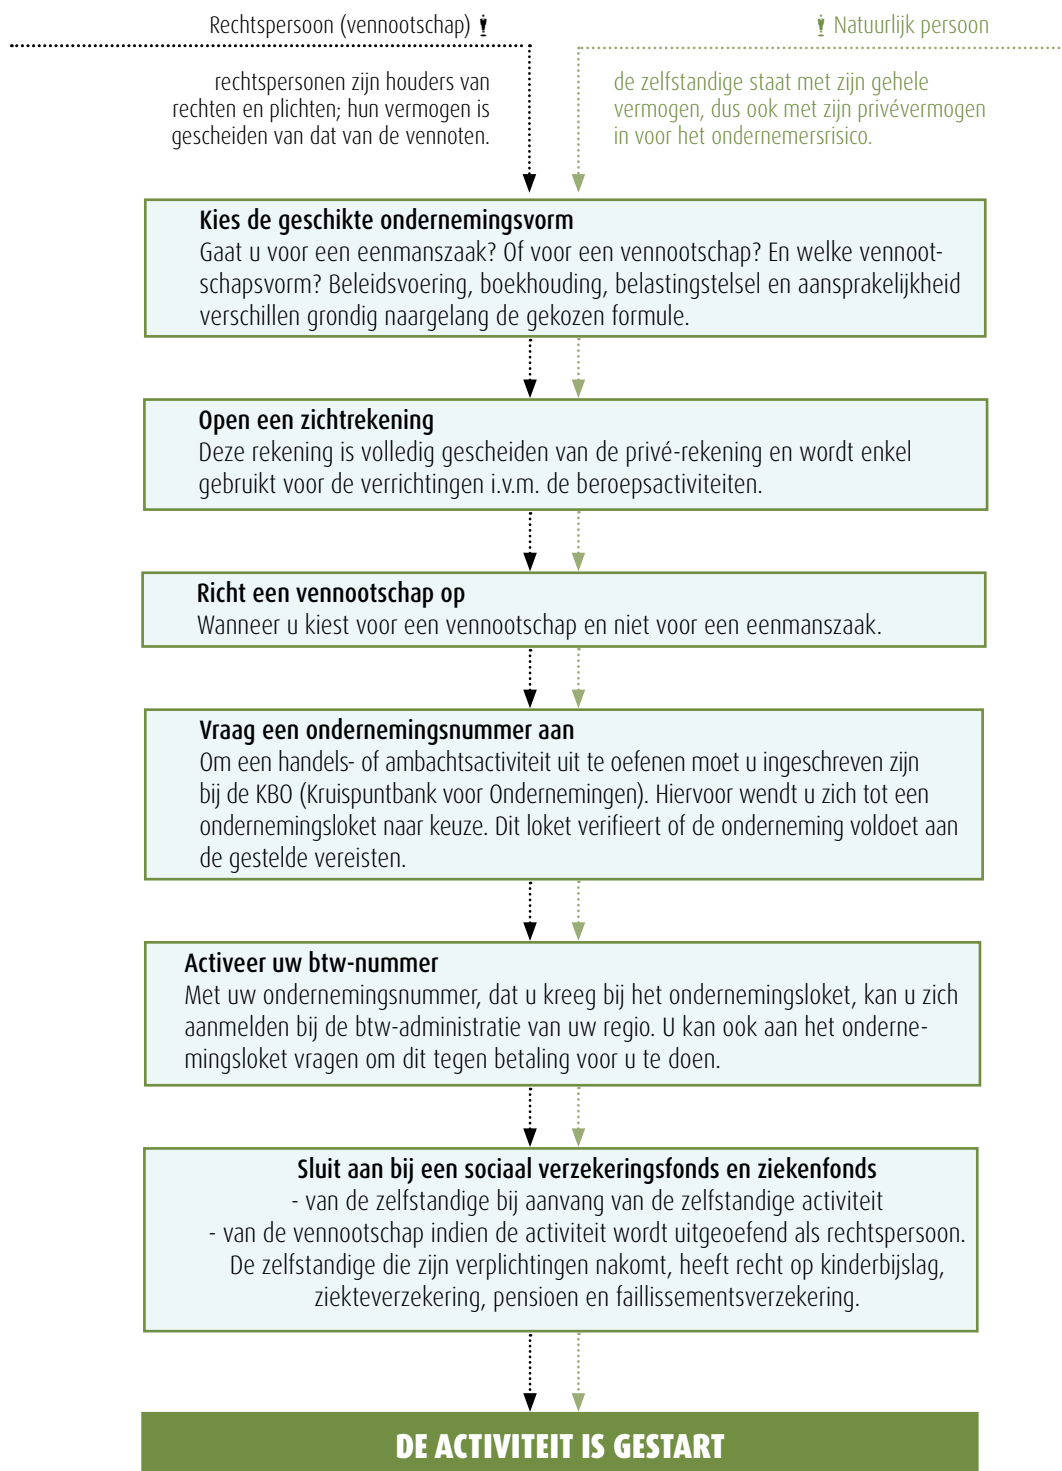 Rechtspersoon (vennootschap)
Natuurlijk persoon
rechtspersonen zijn houders van
rechten en plichten; hun vermogen is
gescheiden van dat van de vennoten.
de zelfstandige staat met zijn gehele
vermogen, dus ook met zijn privévermogen
in voor het ondernemersrisico.
Kies de geschikte ondernemingsvorm
Gaat u voor een eenmanszaak? Of voor een vennootschap? En welke vennoot-
schapsvorm? Beleidsvoering, boekhouding, belastingstelsel en aansprakelijkheid
verschillen grondig naargelang de gekozen formule.
Open een zichtrekening
Deze rekening is volledig gescheiden van de privé-rekening en wordt enkel
gebruikt voor de verrichtingen i.v.m. de beroepsactiviteiten.
Richt een vennootschap op
Wanneer u kiest voor een vennootschap en niet voor een eenmanszaak.
Vraag een ondernemingsnummer aan
Om een handels- of ambachtsactiviteit uit te oefenen moet u ingeschreven zijn
bij de KBO (Kruispuntbank voor Ondernemingen). Hiervoor wendt u zich tot een
ondernemingsloket naar keuze. Dit loket verifieert of de onderneming voldoet aan
de gestelde vereisten.
Activeer uw btw-nummer
Met uw ondernemingsnummer, dat u kreeg bij het ondernemingsloket, kan u zich
aanmelden bij de btw-administratie van uw regio. U kan ook aan het onderne-
mingsloket vragen om dit tegen betaling voor u te doen.
Sluit aan bij een sociaal verzekeringsfonds en ziekenfonds
- van de zelfstandige bij aanvang van de zelfstandige activiteit
- van de vennootschap indien de activiteit wordt uitgeoefend als rechtspersoon.
De zelfstandige die zijn verplichtingen nakomt, heeft recht op kinderbijslag,
ziekteverzekering, pensioen en faillissementsverzekering.
DE ACTIVITEIT IS GESTART